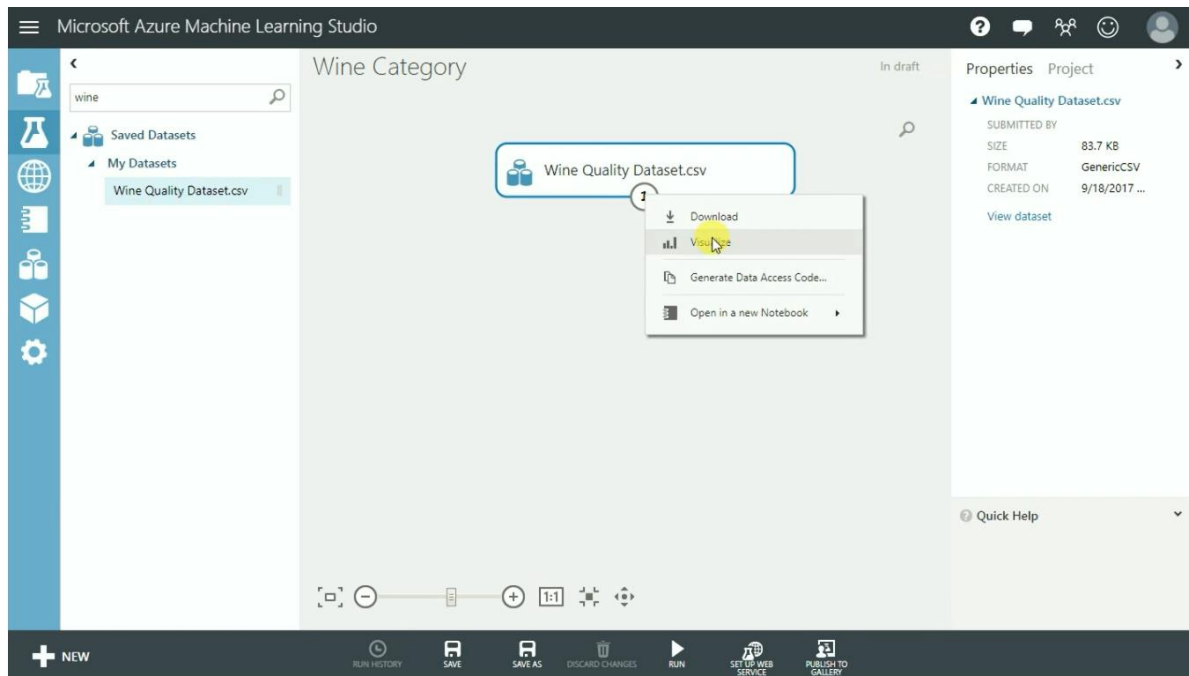 Microsoft Azure Machine Learning Studio
wine
Saved Datasets
My Datasets
Wine Quality Dataset.csv
Wine Category
In draft
Wine Quality Dataset.csv
1
Download
Visualize
Generate Data Access Code...
Open in a new Notebook
Properties Project
Wine Quality Dataset.csv
SUBMITTED BY
SIZE 83.7 KB
FORMAT GenericCSV
CREATED ON 9/18/2017 ...
View dataset
Quick Help
1:1
NEW
RUN HISTORY
SAVE
SAVE AS
DISCARD CHANGES
RUN
SET UP WEB
SERVICE
PUBLISH TO
GALLERY